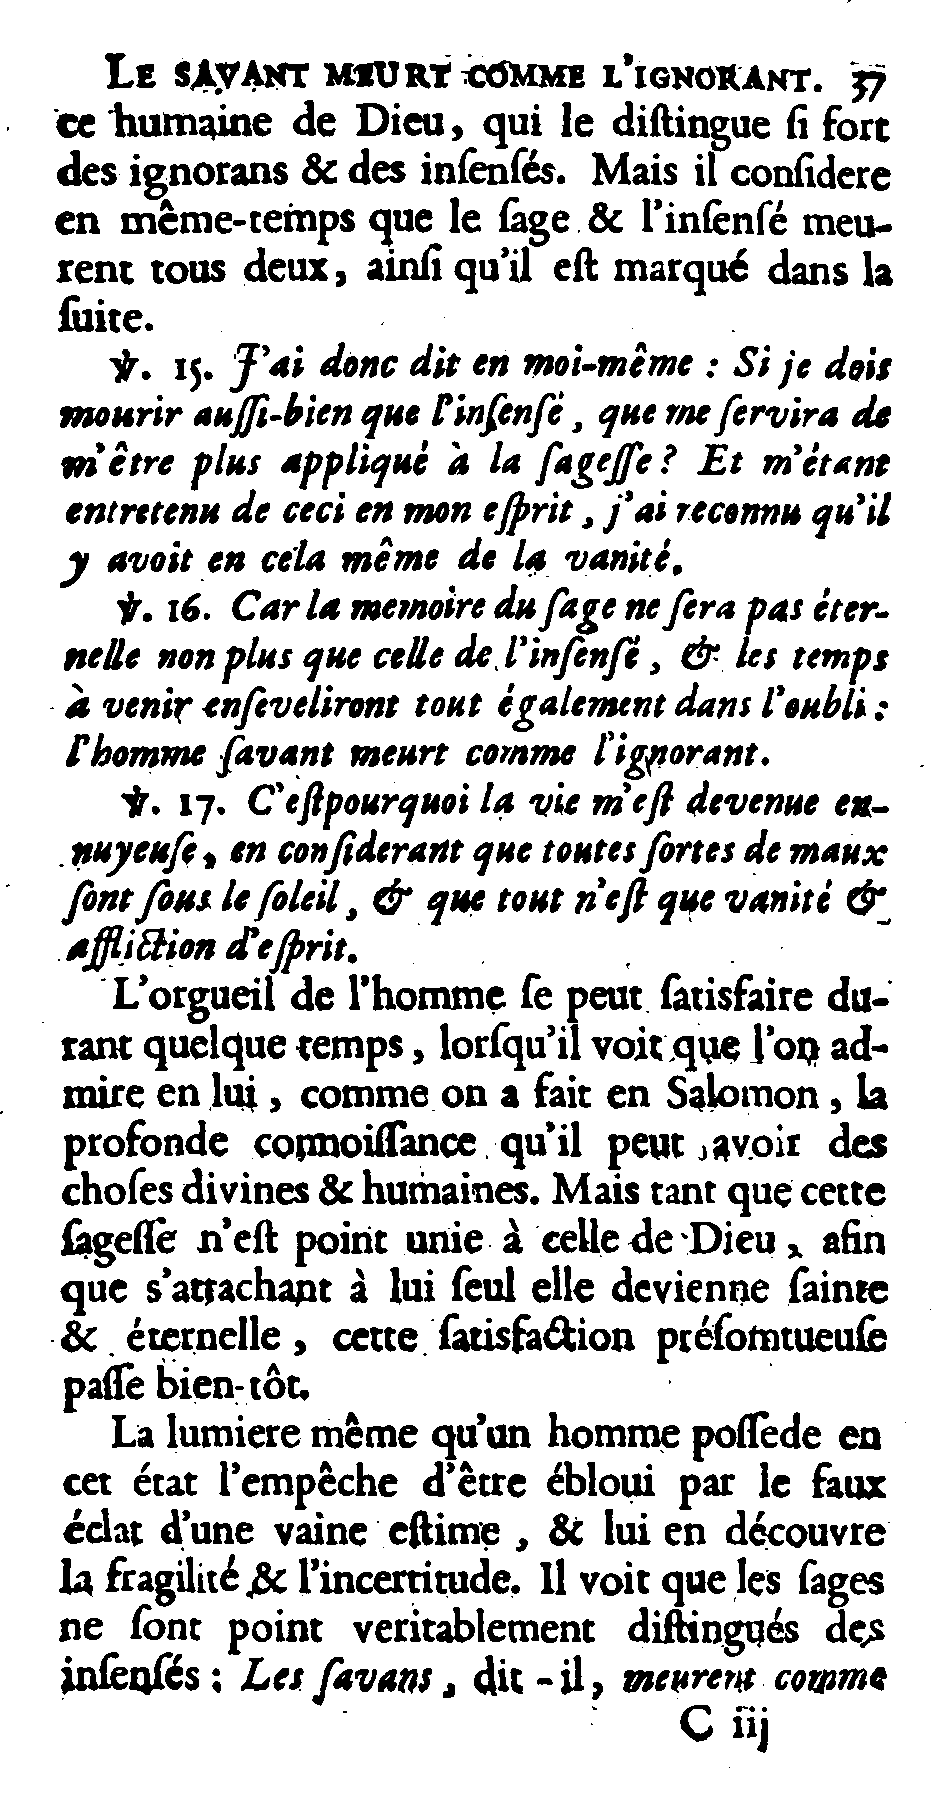 LE SAVANT MEURT COMME L'IGNORANT. 37
ce humaine de Dieu, qui le diſtingue ſi fort
des ignorans & des inſenſés. Mais il conſidere
en même-temps que le ſage & l'inſenſé meu-
rent tous deux, ainſi qu'il eſt marqué dans la
ſuite.
℣. 15. J'ai donc dit en moi-même : Si je dois
mourir auſſi-bien que l'inſenſé, que me ſervira de
m'être plus appliqué à la ſageſſe? Et m'étant
entretenu de ceci en mon eſprit, j'ai reconnu qu'il
y avoit en cela même de la vanité.
℣. 16. Car la memoire du ſage ne ſera pas éter-
nelle non plus que celle de l'inſenſé, & les temps
à venir enſeveliront tout également dans l'oubli :
l'homme ſavant meurt comme l'ignorant.
℣. 17. C'eſtpourquoi la vie m'eſt devenue en-
nuyeuſe, en conſiderant que toutes ſortes de maux
ſont ſous le ſoleil, & que tout n'eſt que vanité &
affliction d'eſprit.
L'orgueil de l'homme ſe peut ſatisfaire du-
rant quelque temps, lorſqu'il voit que l'on ad-
mire en lui, comme on a fait en Salomon, la
profonde connoiſſance qu'il peut avoir des
choſes divines & humaines. Mais tant que cette
ſageſſe n'eſt point unie à celle de Dieu, afin
que s'attachant à lui ſeul elle devienne ſainte
& éternelle, cette ſatisfaction préſomtueuſe
paſſe bien-tôt.
La lumiere même qu'un homme poſſede en
cet état l'empêche d'être ébloui par le faux
éclat d'une vaine eſtime, & lui en découvre
la fragilité & l'incertitude. Il voit que les ſages
ne ſont point veritablement diſtingués des
inſenſés : Les ſavans, dit-il, meurent comme
C iij